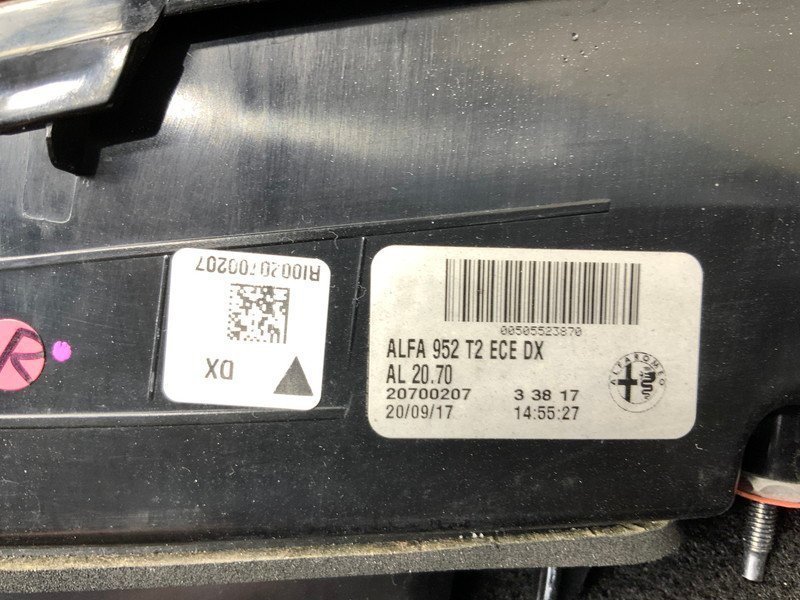 RI0020700207
DX
R
00505523870
ALFA 952 T2 ECE DX
AL 20.70
20700207 3 38 17
20/09/17 14:55:27
ALFA ROMEO